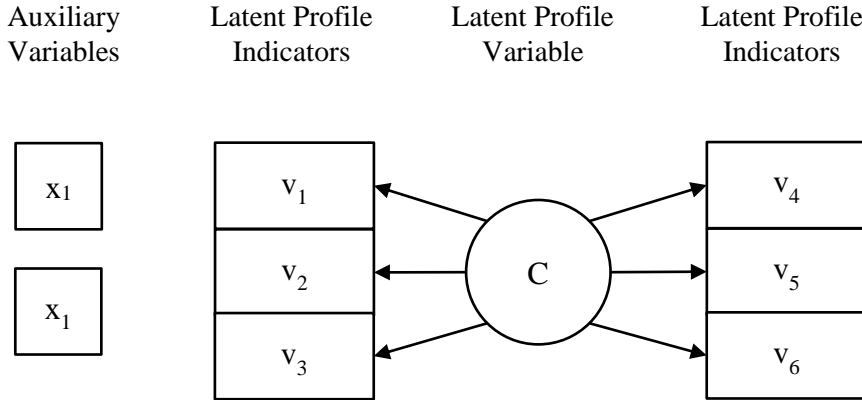 Auxiliary
Variables
Latent Profile
Indicators
Latent Profile
Variable
Latent Profile
Indicators
x1
x₁
v₁
v₂
v₃
C
v₄
v₅
v₆